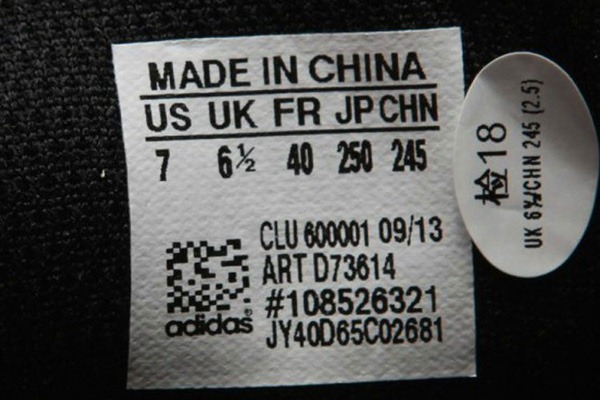 MADE IN CHINA
US UK FR JP CHN
7 6½ 40 250 245
CLU 600001 09/13
ART D73614
#108526321
JY40D65C02681
adidas®
检18
UK 6½/CHN 245 (2.5)